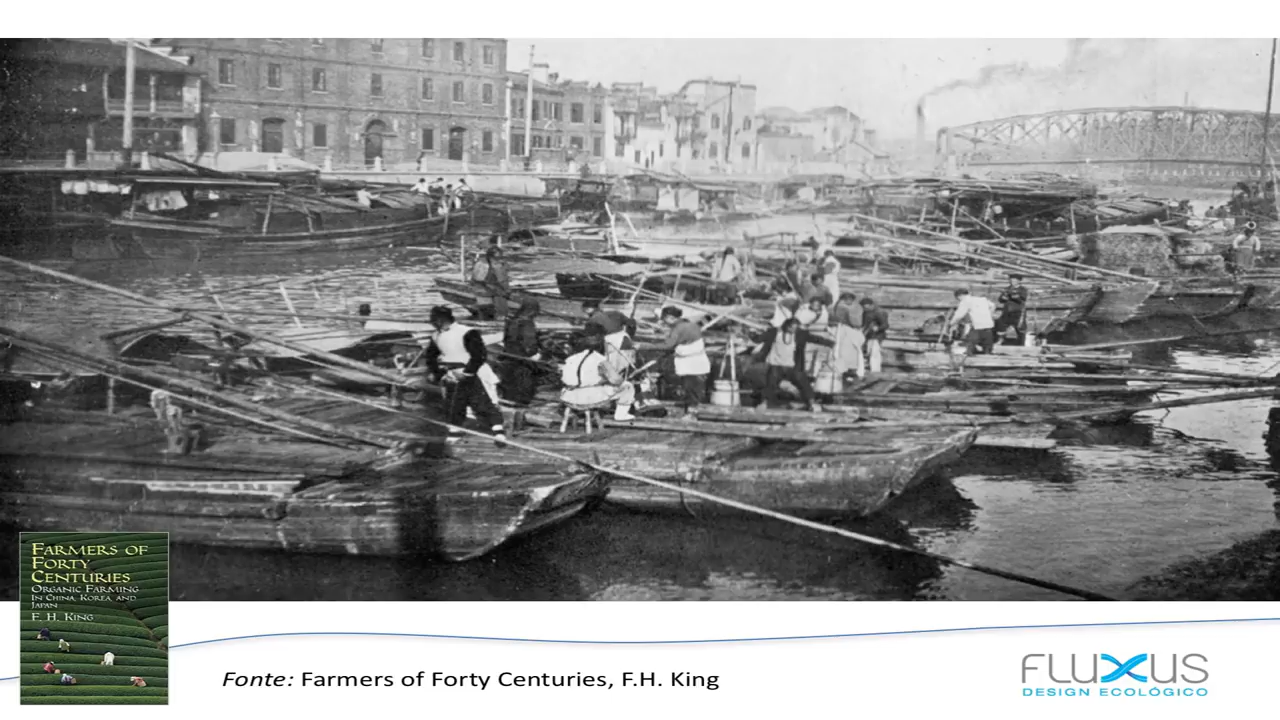 FARMERS OF
FORTY
CENTURIES
ORGANIC FARMING
IN CHINA, KOREA, AND
JAPAN
F. H. KING
Fonte: Farmers of Forty Centuries, F.H. King
FLUXUS
DESIGN ECOLÓGICO